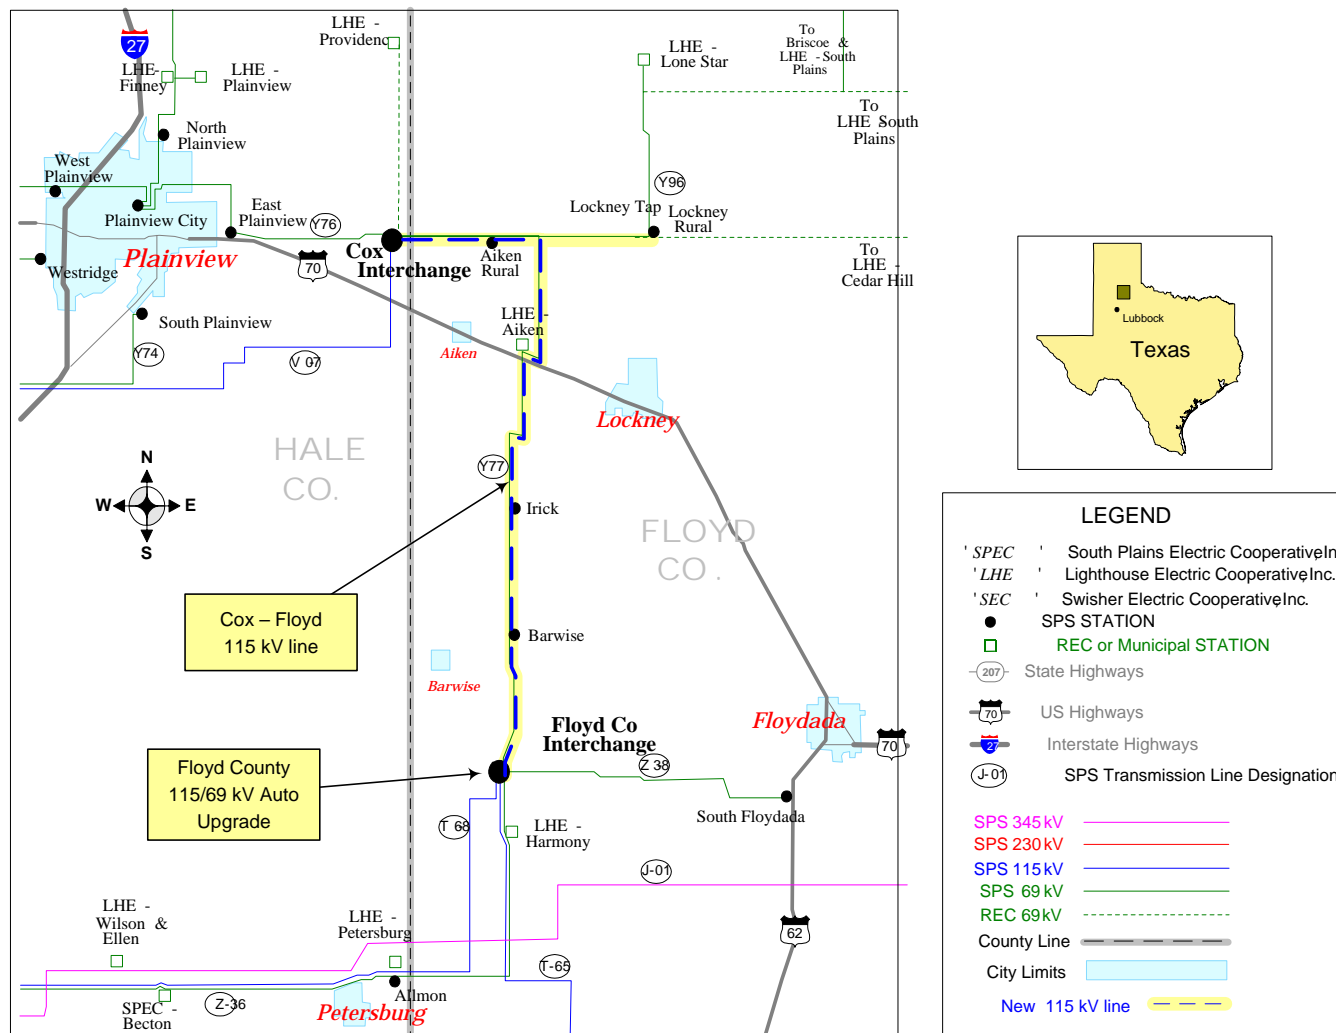 LHE -
Providenc
LHE -
Lone Star
To
Briscoe &
LHE - South
Plains
27
LHE-
Finney
LHE -
Plainview
To
LHE South
Plains
North
Plainview
West
Plainview
Y96
Plainview City
East
Plainview
Y76
Lockney Tap
Lockney
Rural
Westridge
Plainview
70
Cox
Interchange
Aiken
Rural
To
LHE -
Cedar Hill
South Plainview
LHE -
Aiken
Y74
V 07
Aiken
Lockney
HALE
CO.
Y77
N
W
E
S
Irick
FLOYD
CO .
Cox – Floyd
115 kV line
Barwise
Barwise
Floyd Co
Interchange
Floydada
70
Floyd County
115/69 kV Auto
Upgrade
Z 38
South Floydada
T 68
LHE -
Harmony
J-01
LHE -
Wilson &
Ellen
LHE -
Petersburg
62
T-65
Allmon
Z-36
SPEC -
Becton
Petersburg
Lubbock
Texas
LEGEND
' SPEC ' South Plains Electric Cooperative,In
' LHE ' Lighthouse Electric Cooperative,Inc.
' SEC ' Swisher Electric Cooperative,Inc.
SPS STATION
REC or Municipal STATION
207 State Highways
70 US Highways
27 Interstate Highways
J-01 SPS Transmission Line Designation
SPS 345 kV
SPS 230 kV
SPS 115 kV
SPS 69 kV
REC 69 kV
County Line
City Limits
New 115 kV line